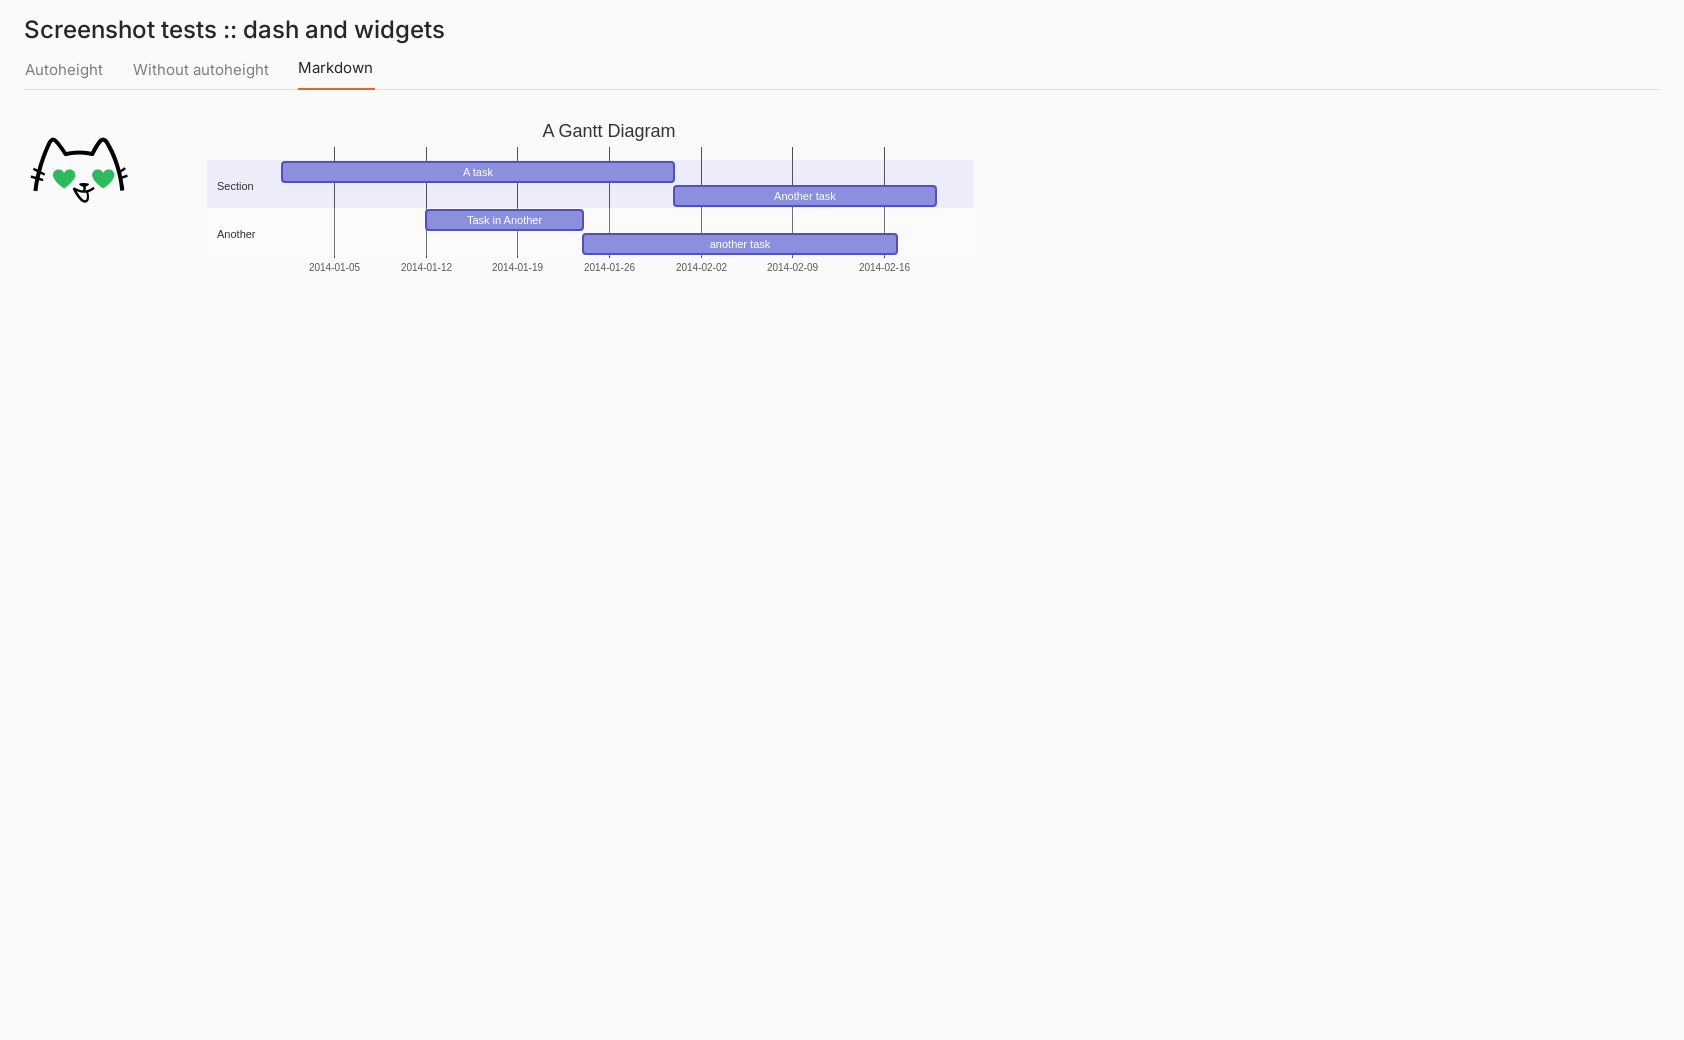 Screenshot tests :: dash and widgets
Autoheight Without autoheight Markdown
A Gantt Diagram
Section
A task
Another task
Another
Task in Another
another task
2014-01-05 2014-01-12 2014-01-19 2014-01-26 2014-02-02 2014-02-09 2014-02-16